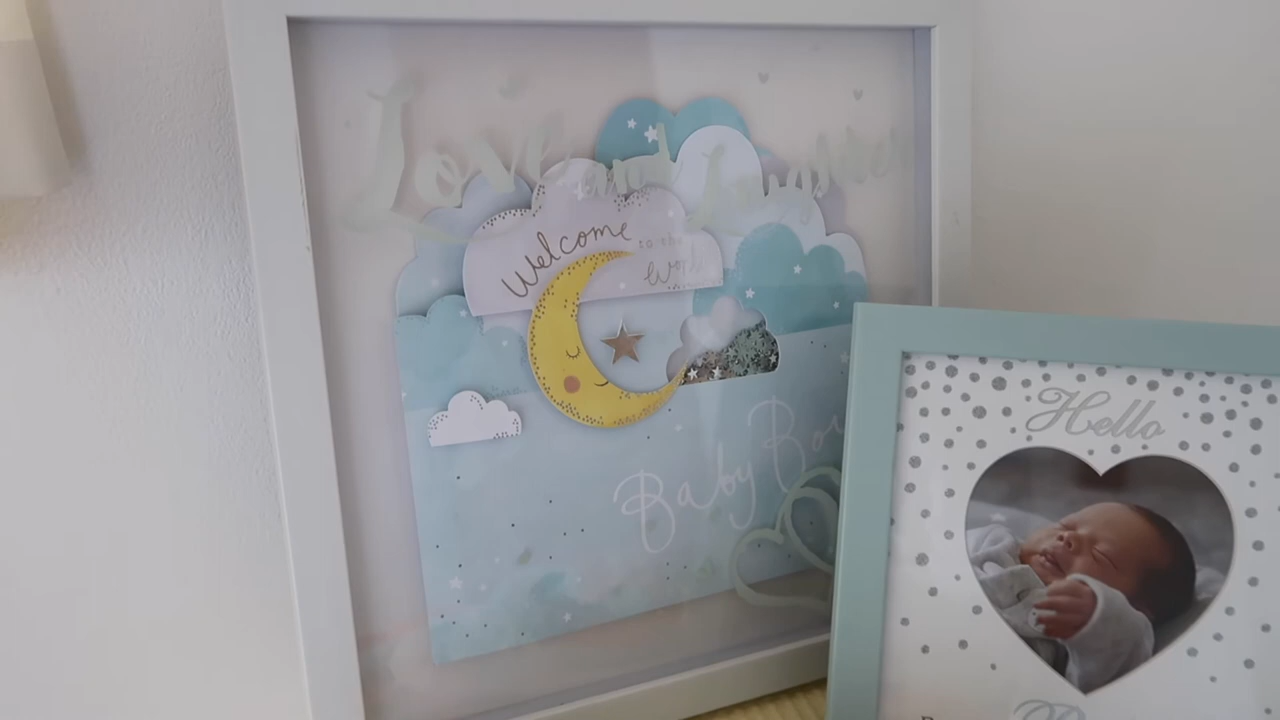 Love and Laughter
Welcome
to the
World
Baby Boy
Hello